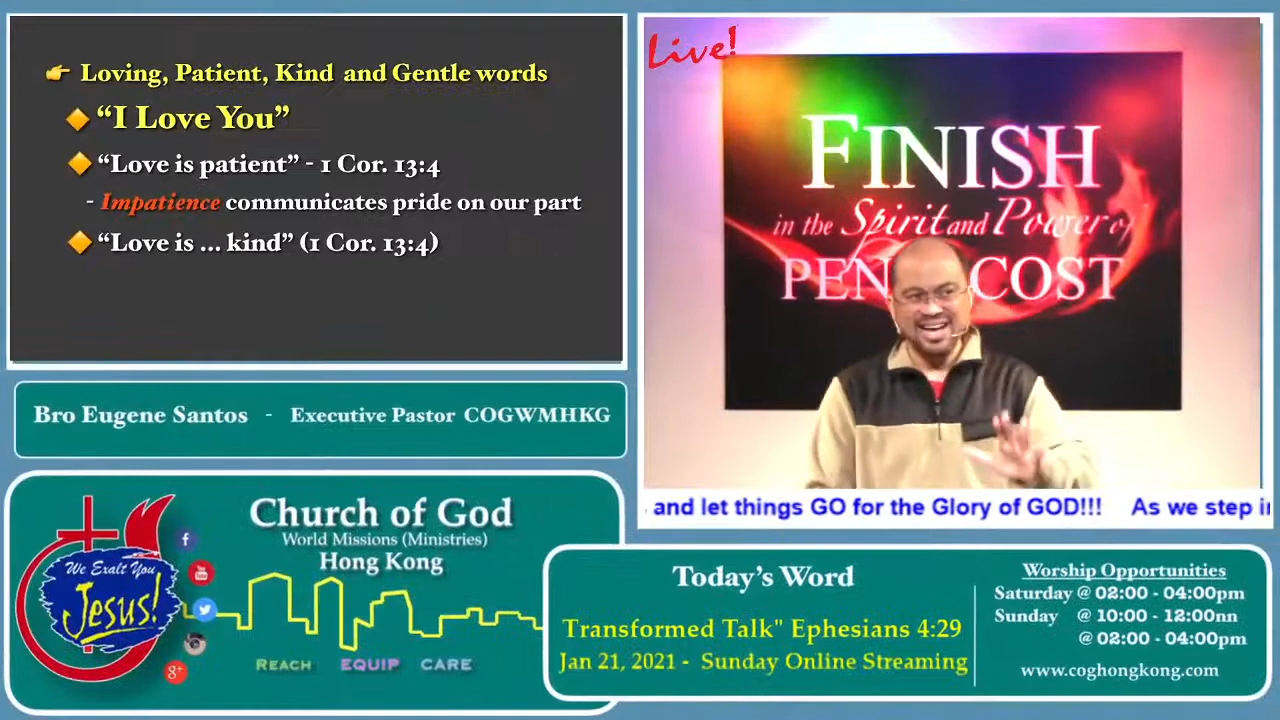 👉 Loving, Patient, Kind and Gentle words
🔶 “I Love You”
🔶 “Love is patient” - 1 Cor. 13:4
- Impatience communicates pride on our part
🔶 “Love is ... kind” (1 Cor. 13:4)
Live!
FINISH
in the Spirit and Power of
PEN COST
and let things GO for the Glory of GOD!!! As we step i
Bro Eugene Santos - Executive Pastor COGWMHKG
We Exalt You
Jesus!
Church of God
World Missions (Ministries)
Hong Kong
REACH EQUIP CARE
Today’s Word
Transformed Talk" Ephesians 4:29
Jan 21, 2021 - Sunday Online Streaming
Worship Opportunities
Saturday @ 02:00 - 04:00pm
Sunday @ 10:00 - 12:00nn
@ 02:00 - 04:00pm
www.coghongkong.com